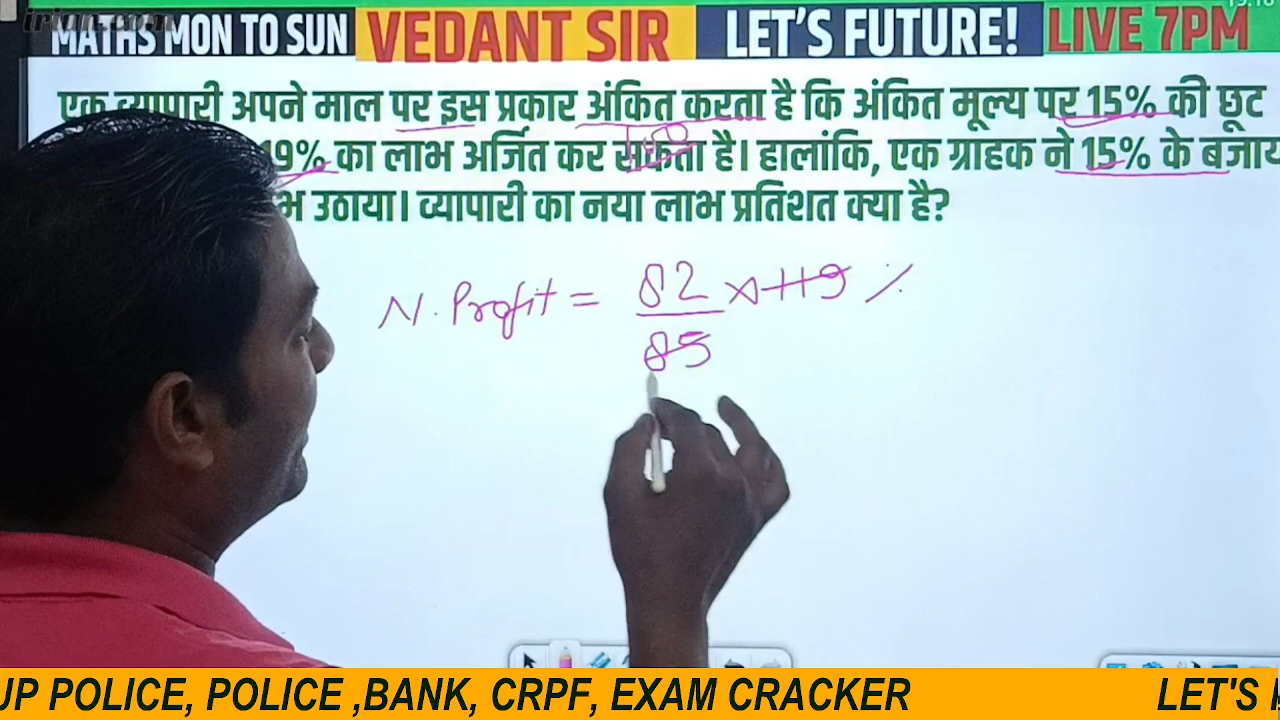 MATHS MON TO SUN VEDANT SIR LET'S FUTURE! LIVE 7PM
एक व्यापारी अपने माल पर इस प्रकार अंकित करता है कि अंकित मूल्य पर 15% की छूट
19% का लाभ अर्जित कर सकता है। हालांकि, एक ग्राहक ने 15% के बजाय
उठाया। व्यापारी का नया लाभ प्रतिशत क्या है?
100
N. Profit = 82 × 119 %
85
UP POLICE, POLICE ,BANK, CRPF, EXAM CRACKER LET'S